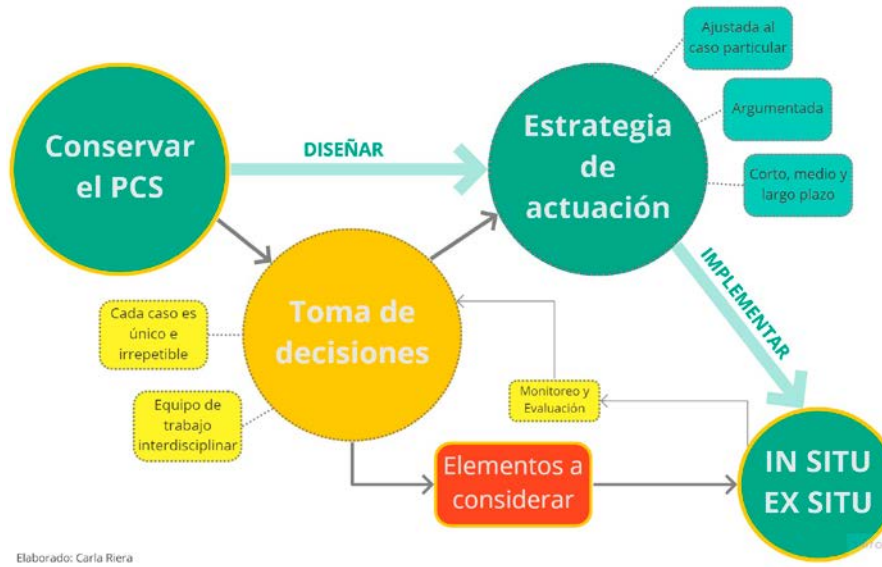 Conservar
el PCS
DISEÑAR
Estrategia
de
actuación
Ajustada al
caso particular
Argumentada
Corto, medio y
largo plazo
IMPLEMENTAR
Toma de
decisiones
Cada caso es
único e
irrepetible
Equipo de
trabajo
interdisciplinar
Monitoreo y
Evaluación
Elementos a
considerar
IN SITU
EX SITU
Elaborado: Carla Riera